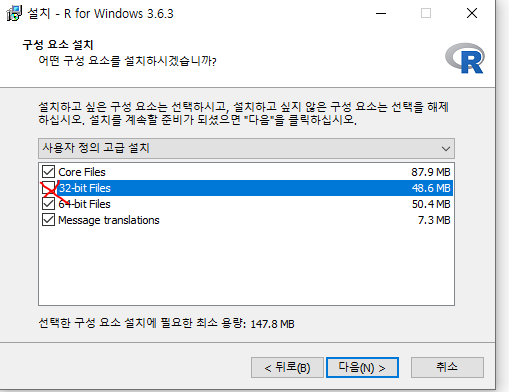 설치 - R for Windows 3.6.3
구성 요소 설치
어떤 구성 요소를 설치하시겠습니까?
R
설치하고 싶은 구성 요소는 선택하시고, 설치하고 싶지 않은 구성 요소는 선택을 해제
하십시오. 설치를 계속할 준비가 되셨으면 "다음"을 클릭하십시오.
사용자 정의 고급 설치
Core Files 87.9 MB
32-bit Files 48.6 MB
64-bit Files 50.4 MB
Message translations 7.3 MB
선택한 구성 요소 설치에 필요한 최소 용량: 147.8 MB
< 뒤로(B) 다음(N) > 취소